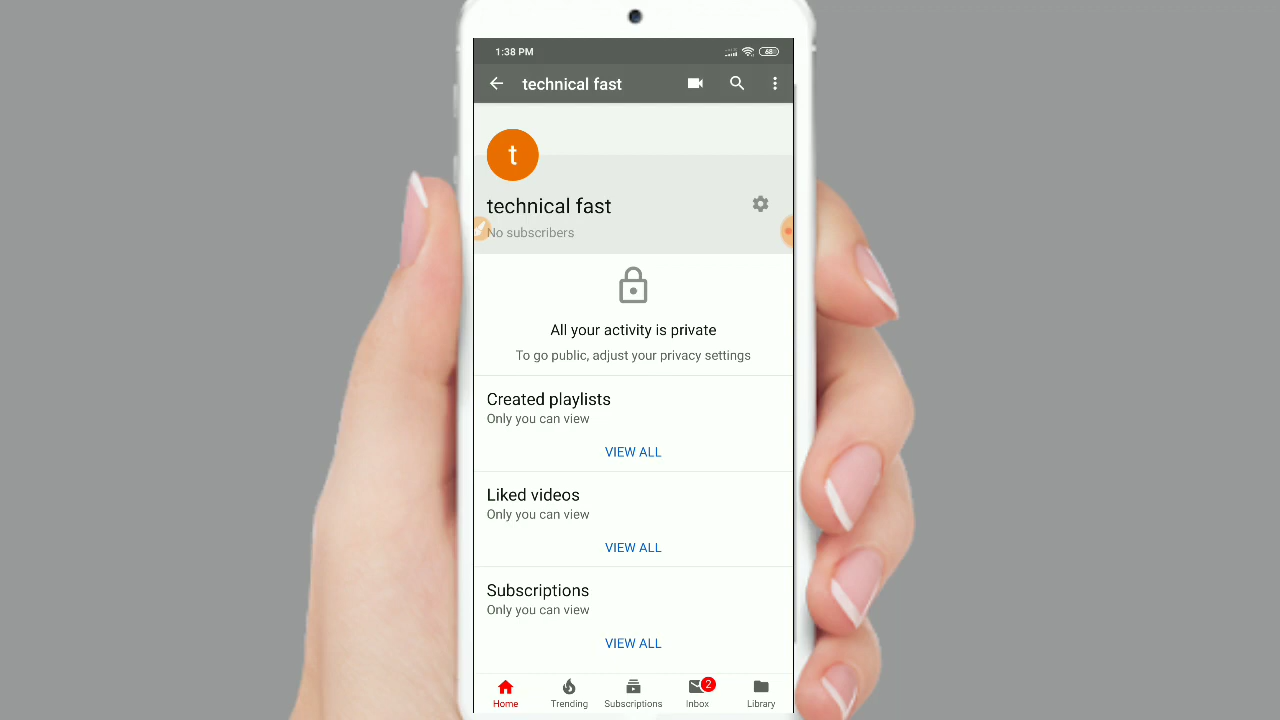 1:38 PM
68
technical fast
t
technical fast
No subscribers
All your activity is private
To go public, adjust your privacy settings
Created playlists
Only you can view
VIEW ALL
Liked videos
Only you can view
VIEW ALL
Subscriptions
Only you can view
VIEW ALL
2
Home Trending Subscriptions Inbox Library